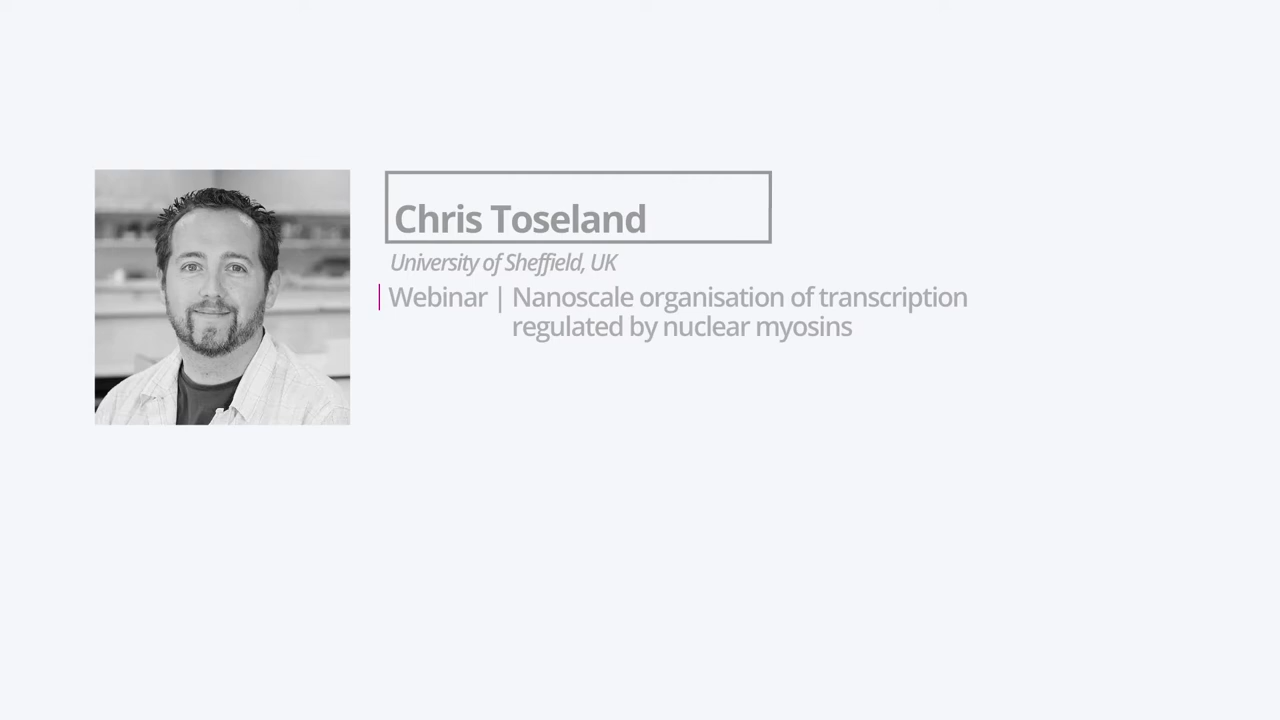 Chris Toseland
University of Sheffield, UK
Webinar | Nanoscale organisation of transcription
regulated by nuclear myosins